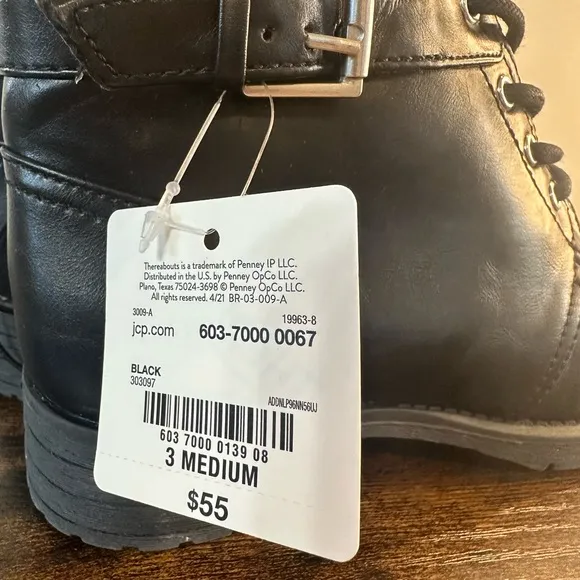 Thereabouts is a trademark of Penney IP LLC.
Distributed in the U.S. by Penney OpCo LLC.
Plano, Texas 75024-3698 © Penney OpCo LLC.
All rights reserved. 4/21 BR-03-009-A
3009-A 19963-8
jcp.com 603-7000 0067
BLACK
303097
ADDNLP96NN56UJ
603 7000 0139 08
3 MEDIUM
$55